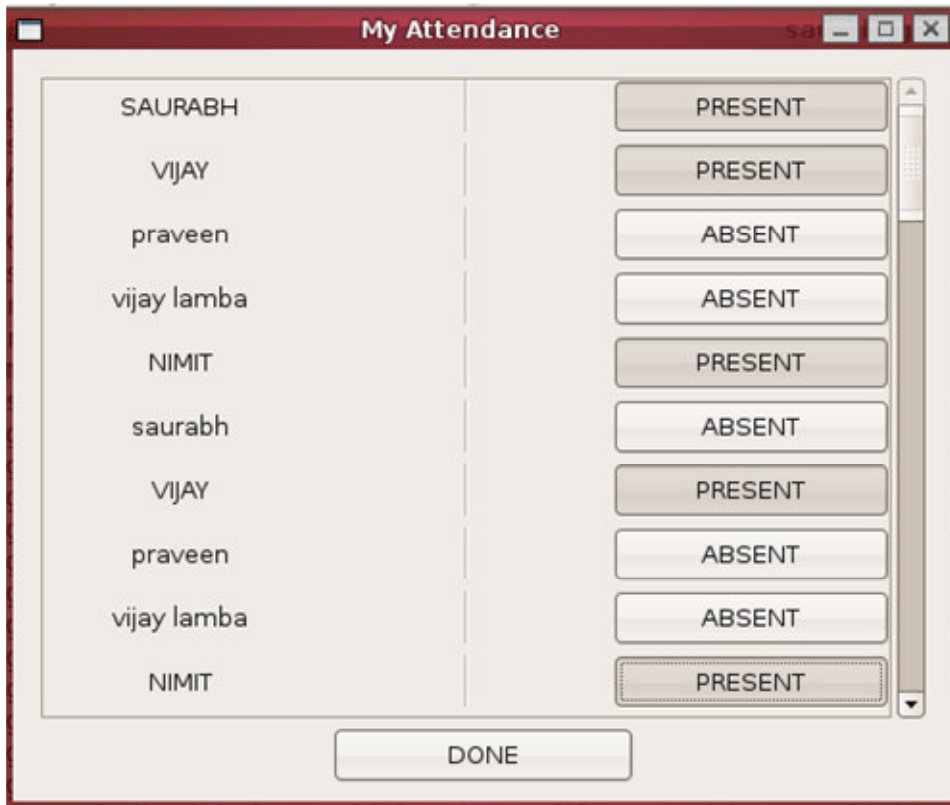 My Attendance
SAURABH PRESENT
VIJAY PRESENT
praveen ABSENT
vijay lamba ABSENT
NIMIT PRESENT
saurabh ABSENT
VIJAY PRESENT
praveen ABSENT
vijay lamba ABSENT
NIMIT PRESENT
DONE